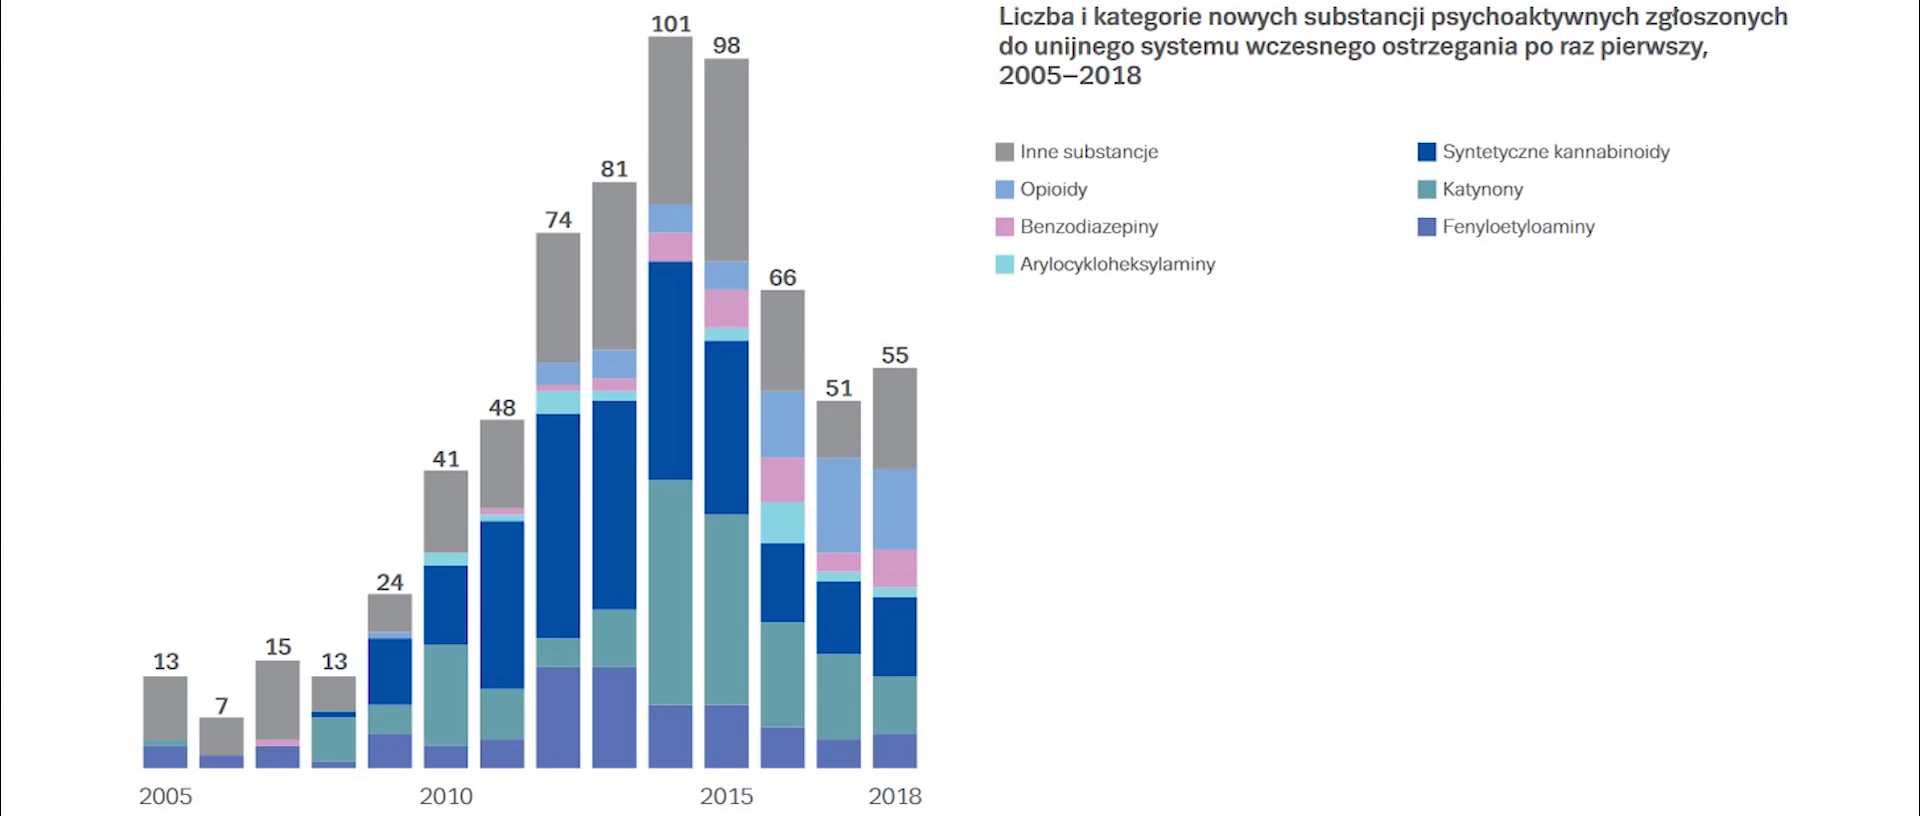 Liczba i kategorie nowych substancji psychoaktywnych zgłoszonych
do unijnego systemu wczesnego ostrzegania po raz pierwszy,
2005–2018
Inne substancje
Opioidy
Benzodiazepiny
Arylocykloheksylaminy
Syntetyczne kannabinoidy
Katynony
Fenyloetyloaminy
13
7
15
13
24
41
48
74
81
101
98
66
51
55
2005
2010
2015
2018